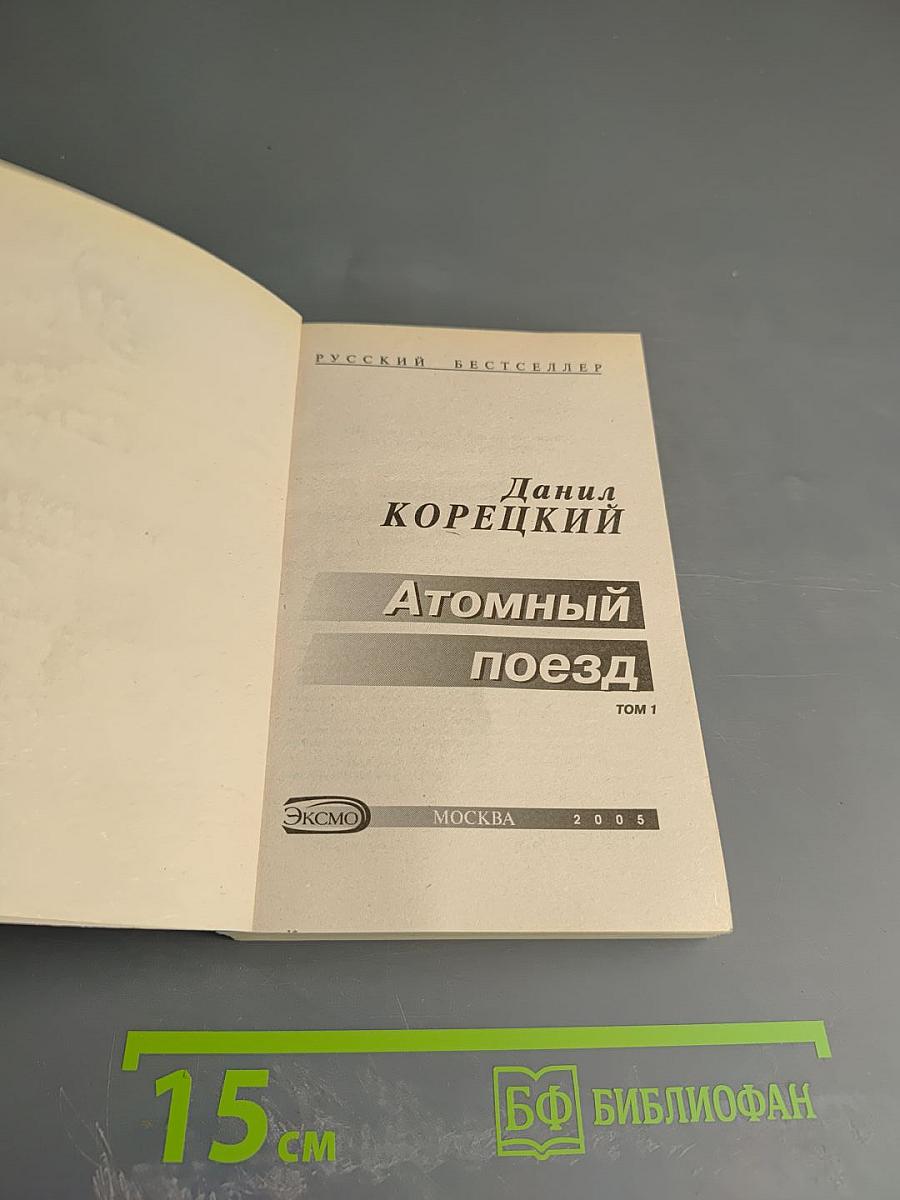 РУССКИЙ БЕСТСЕЛЛЕР
Данил
КОРЕЦКИЙ
Атомный
поезд
ТОМ 1
ЭКСМО МОСКВА 2005
15 см БФ БИБЛИОФАН